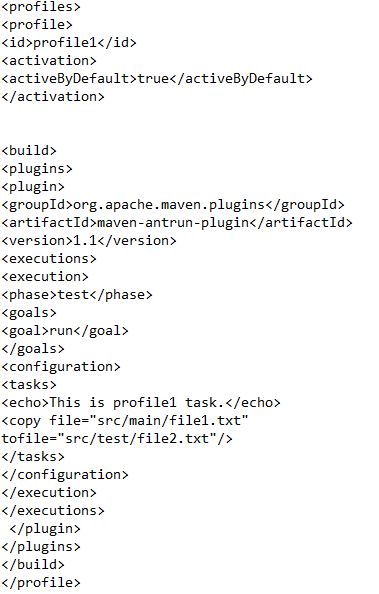 <profiles>
<profile>
<id>profile1</id>
<activation>
<activeByDefault>true</activeByDefault>
</activation>
<build>
<plugins>
<plugin>
<groupId>org.apache.maven.plugins</groupId>
<artifactId>maven-antrun-plugin</artifactId>
<version>1.1</version>
<executions>
<execution>
<phase>test</phase>
<goals>
<goal>run</goal>
</goals>
<configuration>
<tasks>
<echo>This is profile1 task.</echo>
<copy file="src/main/file1.txt"
tofile="src/test/file2.txt"/>
</tasks>
</configuration>
</execution>
</executions>
</plugin>
</plugins>
</build>
</profile>